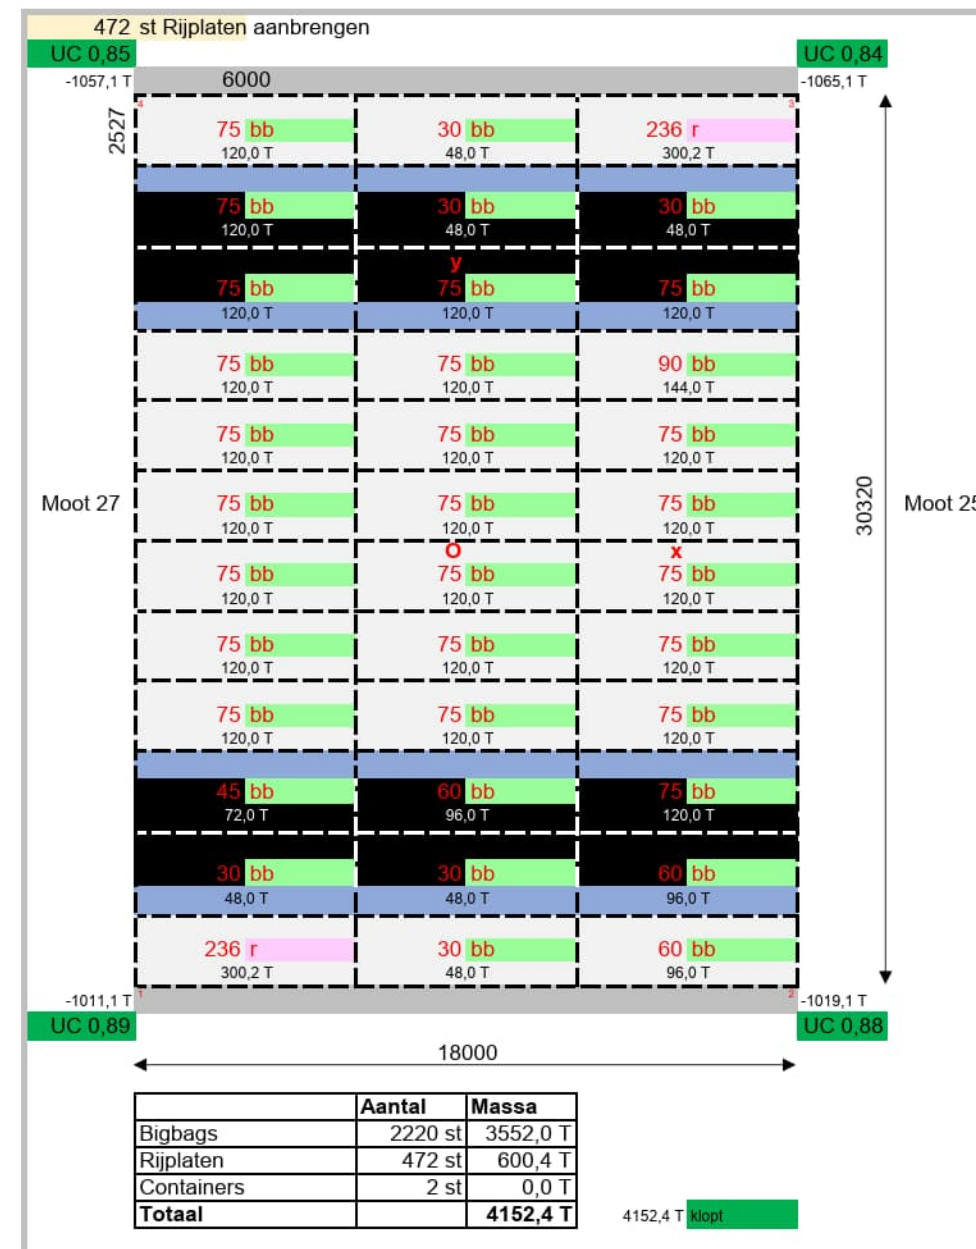 472 st Rijplaten aanbrengen
UC 0,85 UC 0,84
-1057,1 T 6000 -1065,1 T
4 3
2527
75 bb 30 bb 236 r
120,0 T 48,0 T 300,2 T
75 bb 30 bb 30 bb
120,0 T 48,0 T 48,0 T
y
75 bb 75 bb 75 bb
120,0 T 120,0 T 120,0 T
75 bb 75 bb 90 bb
120,0 T 120,0 T 144,0 T
75 bb 75 bb 75 bb
120,0 T 120,0 T 120,0 T
Moot 27 75 bb 75 bb 75 bb 30320 Moot 25
120,0 T 120,0 T 120,0 T
O x
75 bb 75 bb 75 bb
120,0 T 120,0 T 120,0 T
75 bb 75 bb 75 bb
120,0 T 120,0 T 120,0 T
75 bb 75 bb 75 bb
120,0 T 120,0 T 120,0 T
45 bb 60 bb 75 bb
72,0 T 96,0 T 120,0 T
30 bb 30 bb 60 bb
48,0 T 48,0 T 96,0 T
236 r 30 bb 60 bb
300,2 T 48,0 T 96,0 T
1 2
-1011,1 T -1019,1 T
UC 0,89 UC 0,88
18000
Aantal Massa
Bigbags 2220 st 3552,0 T
Rijplaten 472 st 600,4 T
Containers 2 st 0,0 T
Totaal 4152,4 T 4152,4 T klopt